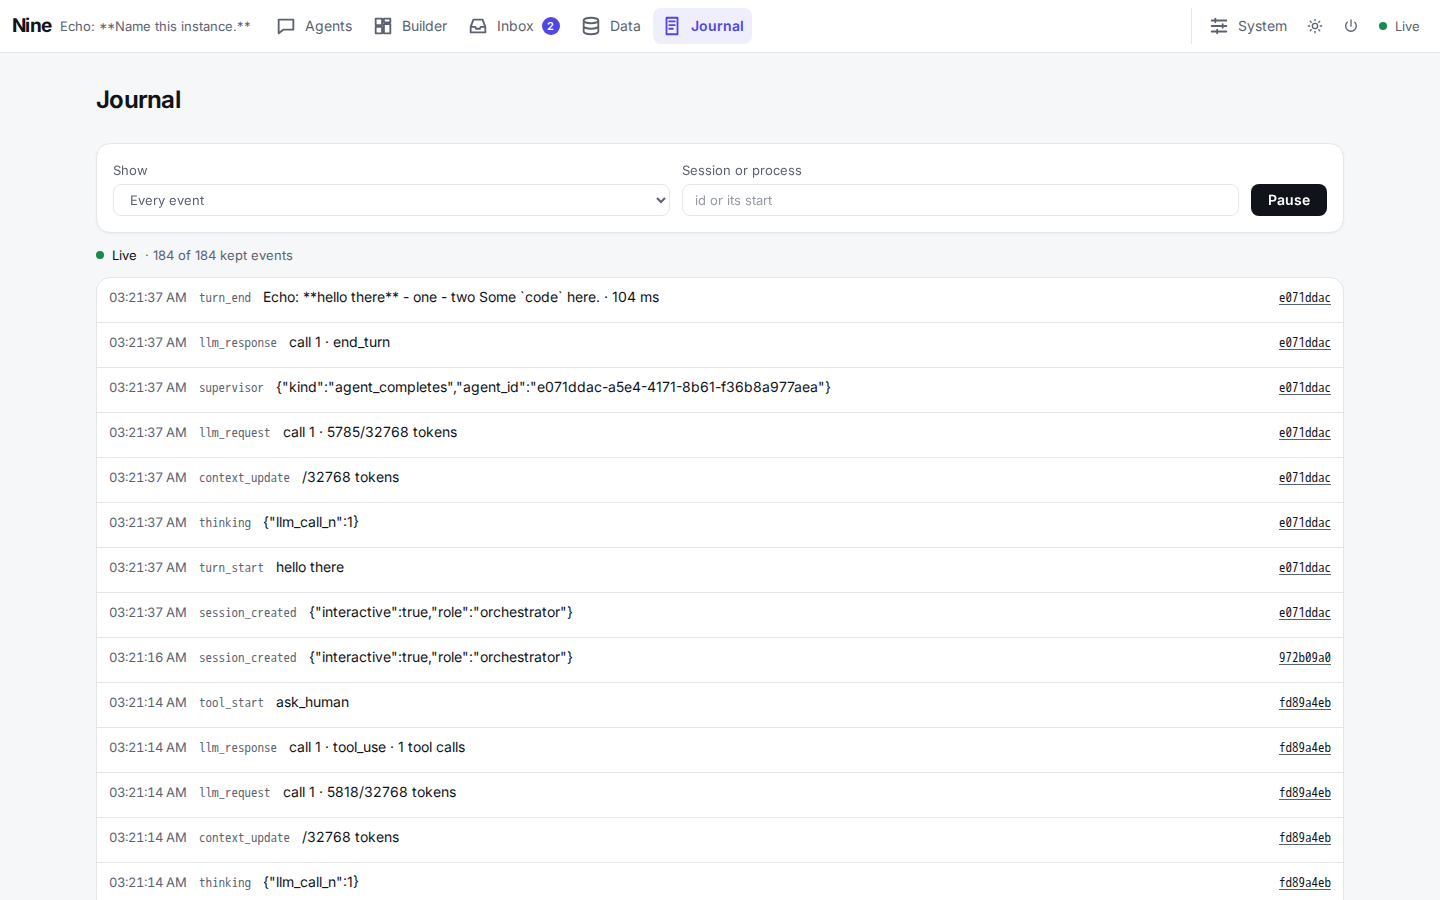 Nine Echo: **Name this instance.** Agents Builder Inbox 2 Data Journal System Live
Journal
Show Session or process
Every event id or its start Pause
Live · 184 of 184 kept events
03:21:37 AM turn_end Echo: **hello there** - one - two Some `code` here. · 104 ms e071ddac
03:21:37 AM llm_response call 1 · end_turn e071ddac
03:21:37 AM supervisor {"kind":"agent_completes","agent_id":"e071ddac-a5e4-4171-8b61-f36b8a977aea"} e071ddac
03:21:37 AM llm_request call 1 · 5785/32768 tokens e071ddac
03:21:37 AM context_update /32768 tokens e071ddac
03:21:37 AM thinking {"llm_call_n":1} e071ddac
03:21:37 AM turn_start hello there e071ddac
03:21:37 AM session_created {"interactive":true,"role":"orchestrator"} e071ddac
03:21:16 AM session_created {"interactive":true,"role":"orchestrator"} 972b09a0
03:21:14 AM tool_start ask_human fd89a4eb
03:21:14 AM llm_response call 1 · tool_use · 1 tool calls fd89a4eb
03:21:14 AM llm_request call 1 · 5818/32768 tokens fd89a4eb
03:21:14 AM context_update /32768 tokens fd89a4eb
03:21:14 AM thinking {"llm_call_n":1} fd89a4eb